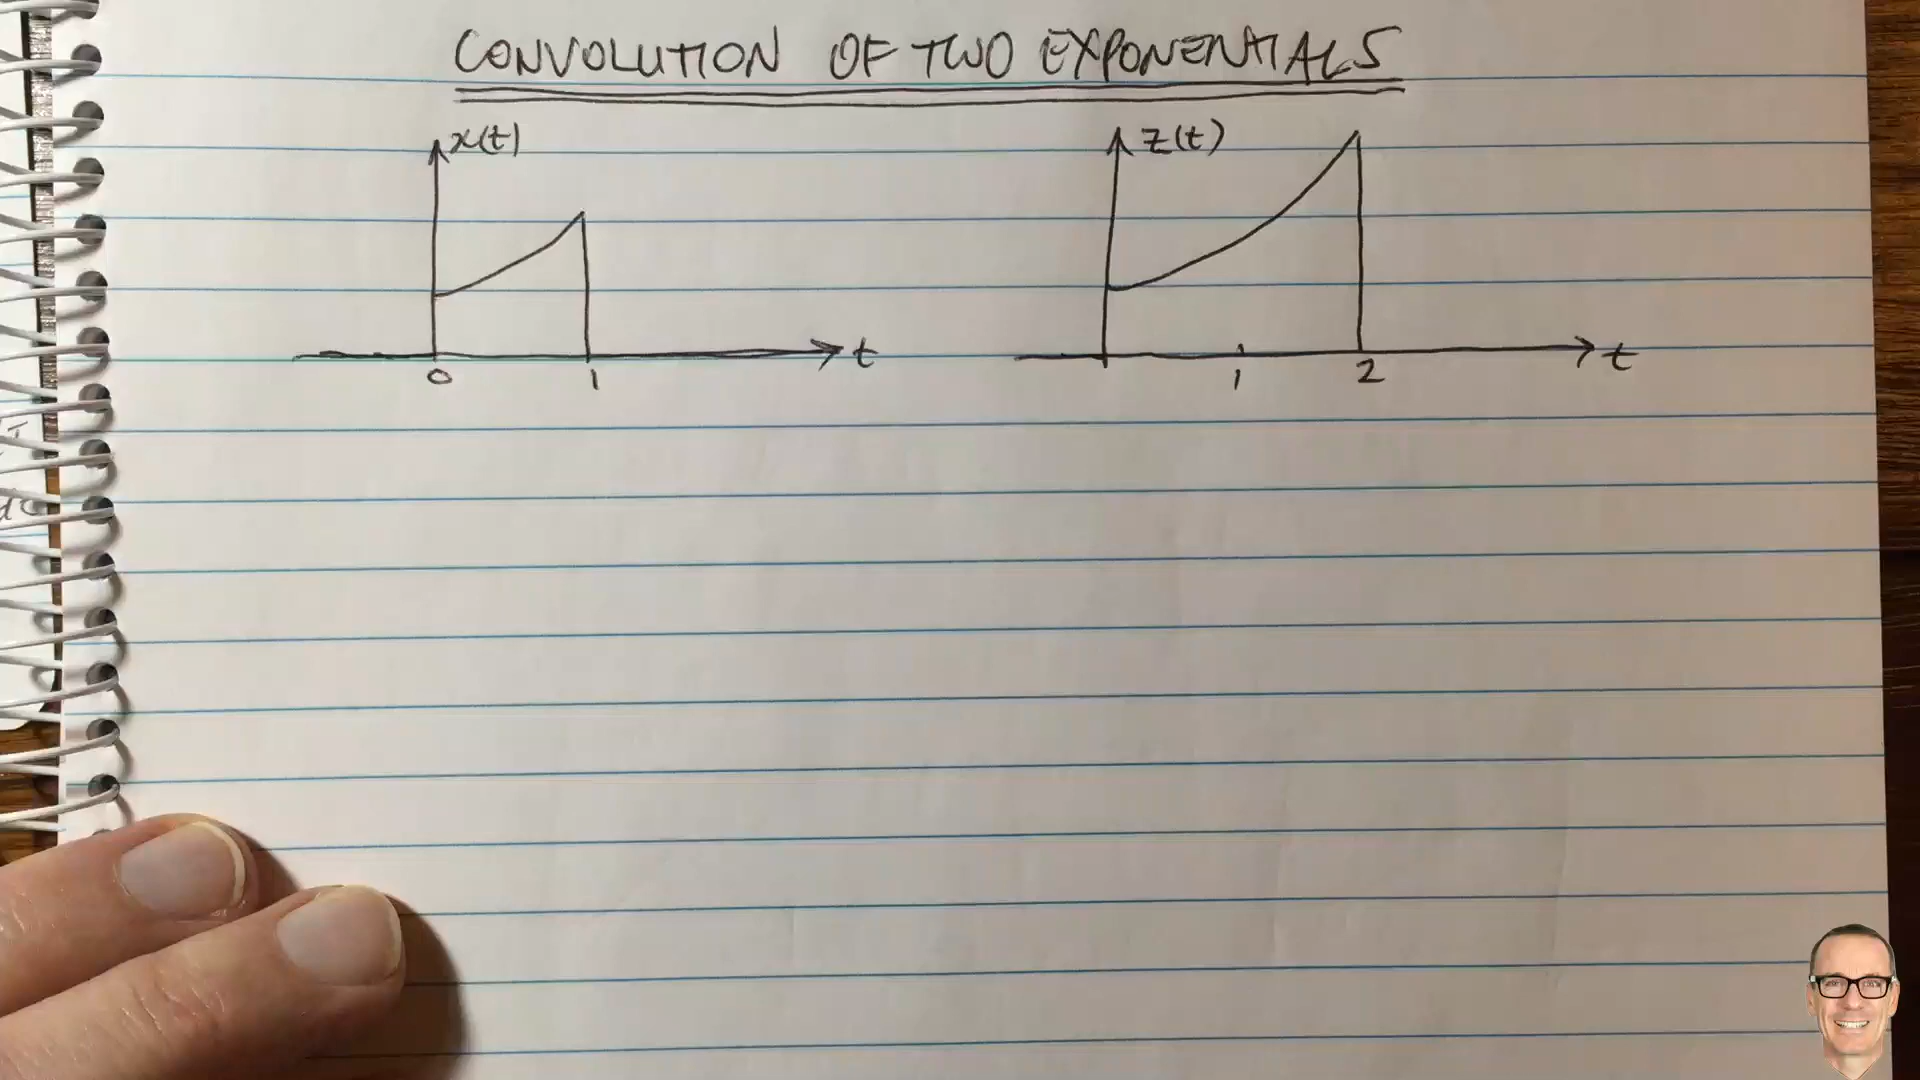 CONVOLUTION OF TWO EXPONENTIALS
x(t)
z(t)
t
t
0
1
1
2